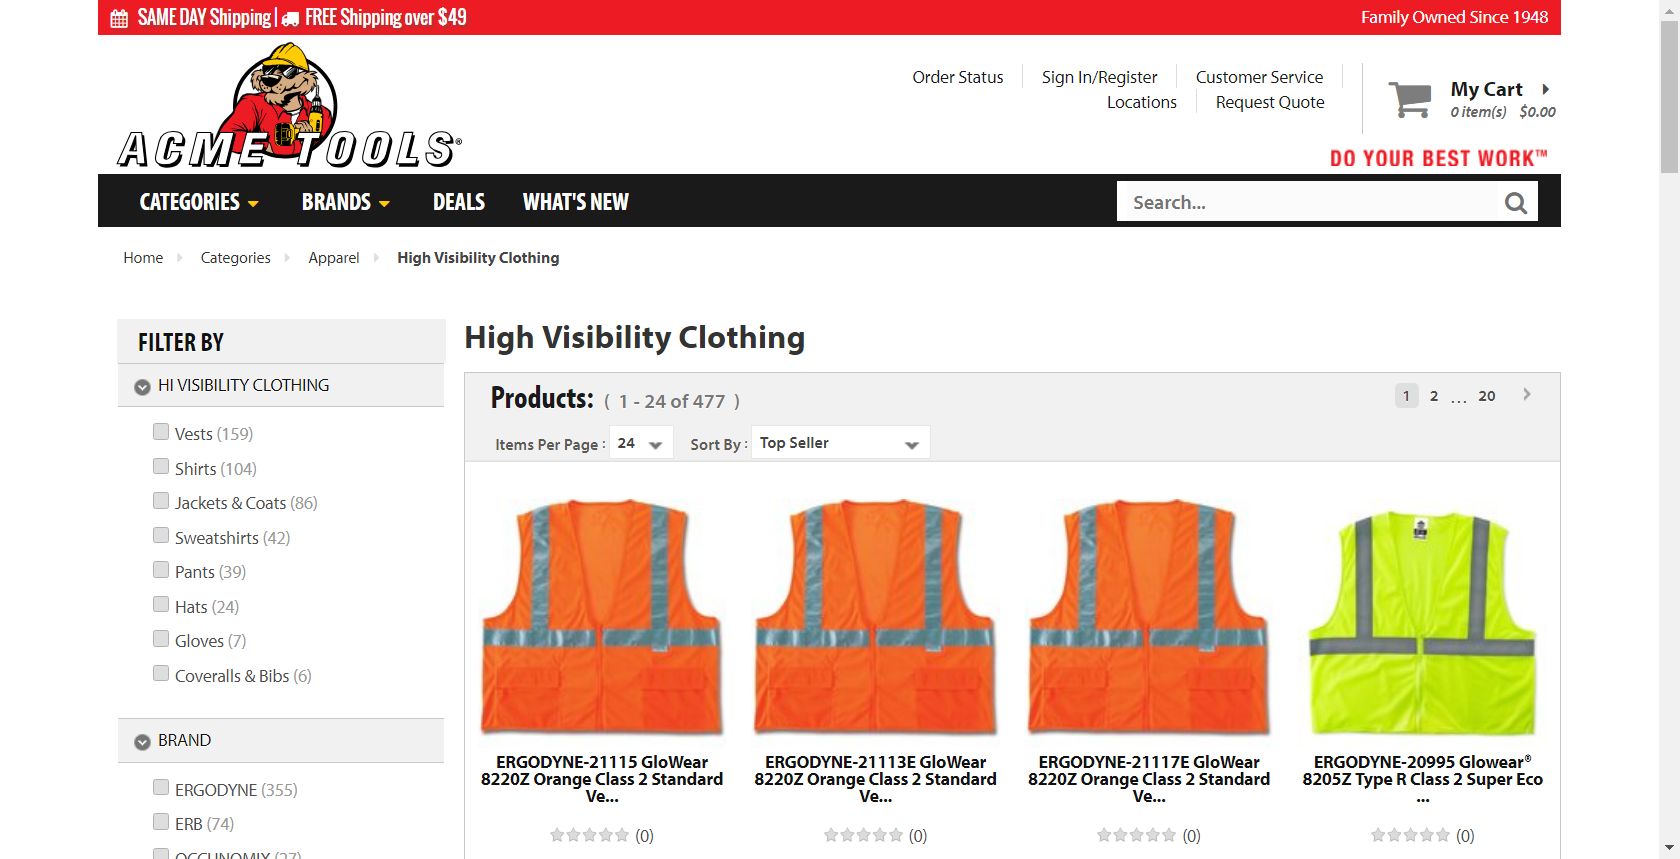 SAME DAY Shipping | FREE Shipping over $49
Family Owned Since 1948
ACME TOOLS®
Order Status
Sign In/Register
Customer Service
Locations
Request Quote
My Cart
0 item(s) $0.00
DO YOUR BEST WORK™
CATEGORIES
BRANDS
DEALS
WHAT'S NEW
Search...
Home
Categories
Apparel
High Visibility Clothing
FILTER BY
HI VISIBILITY CLOTHING
Vests (159)
Shirts (104)
Jackets & Coats (86)
Sweatshirts (42)
Pants (39)
Hats (24)
Gloves (7)
Coveralls & Bibs (6)
BRAND
ERGODYNE (355)
ERB (74)
OCCUNOMIX (27)
High Visibility Clothing
Products: ( 1 - 24 of 477 )
1 2 ... 20
Items Per Page : 24
Sort By : Top Seller
ERGODYNE-21115 GloWear
8220Z Orange Class 2 Standard
Ve...
(0)
ERGODYNE-21113E GloWear
8220Z Orange Class 2 Standard
Ve...
(0)
ERGODYNE-21117E GloWear
8220Z Orange Class 2 Standard
Ve...
(0)
ERGODYNE-20995 Glowear®
8205Z Type R Class 2 Super Eco
...
(0)